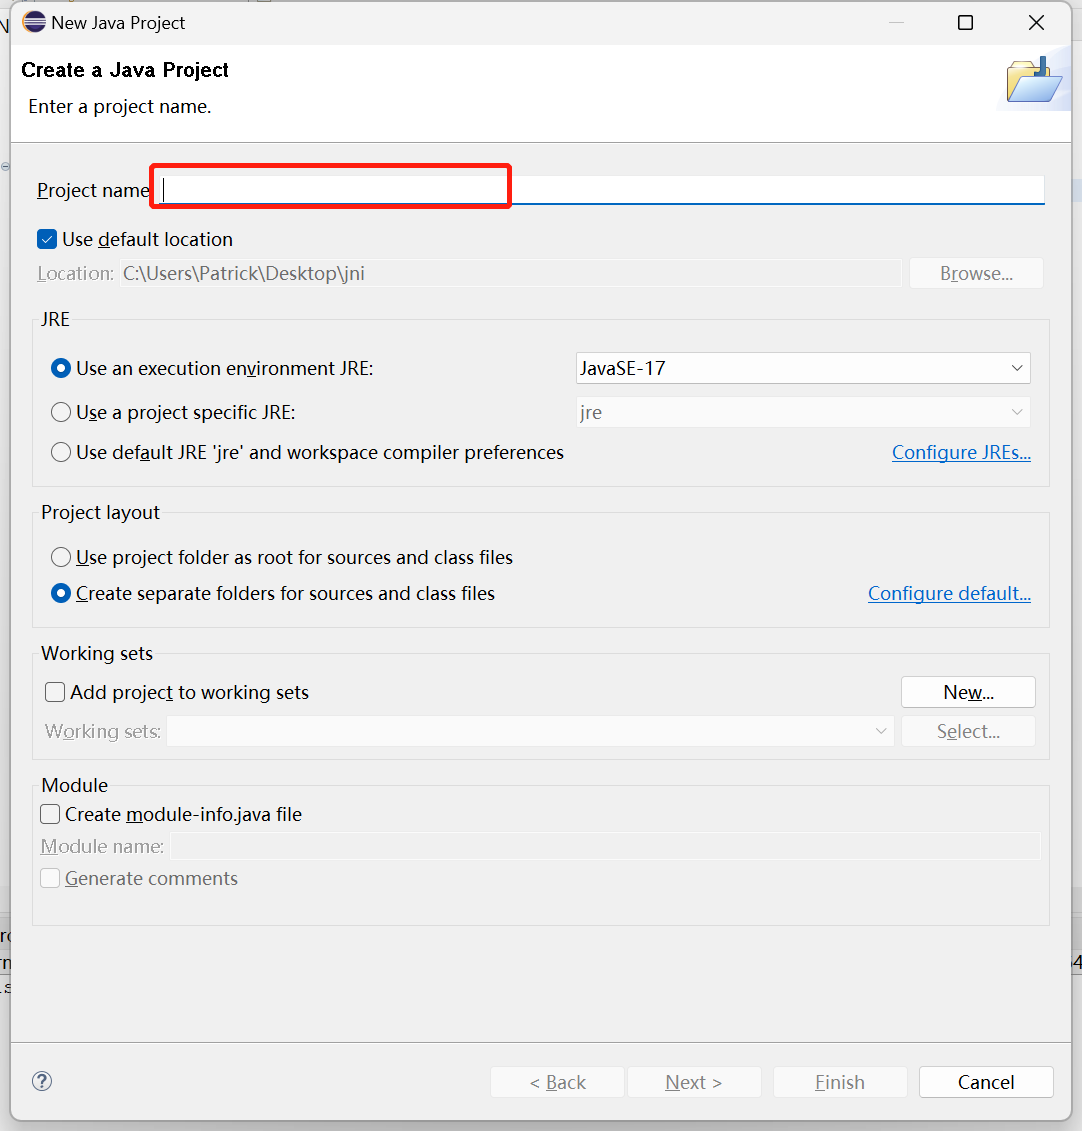 New Java Project
Create a Java Project
Enter a project name.
Project name
Use default location
Location: C:\Users\Patrick\Desktop\jni Browse...
JRE
Use an execution environment JRE: JavaSE-17
Use a project specific JRE: jre
Use default JRE 'jre' and workspace compiler preferences Configure JREs...
Project layout
Use project folder as root for sources and class files
Create separate folders for sources and class files Configure default...
Working sets
Add project to working sets New...
Working sets: Select...
Module
Create module-info.java file
Module name:
Generate comments
? < Back Next > Finish Cancel